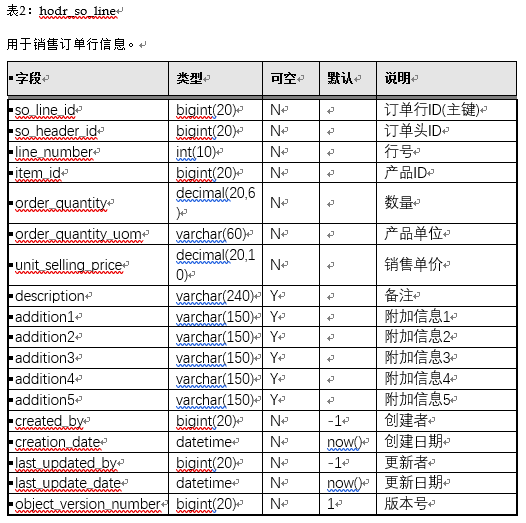 表2：hodr_so_line
用于销售订单行信息。
字段 类型 可空 默认 说明
so_line_id bigint(20) N 订单行ID(主键)
so_header_id bigint(20) N 订单头ID
line_number int(10) N 行号
item_id bigint(20) N 产品ID
order_quantity decimal(20,6
) N 数量
order_quantity_uom varchar(60) N 产品单位
unit_selling_price decimal(20,1
0) N 销售单价
description varchar(240) Y 备注
addition1 varchar(150) Y 附加信息1
addition2 varchar(150) Y 附加信息2
addition3 varchar(150) Y 附加信息3
addition4 varchar(150) Y 附加信息4
addition5 varchar(150) Y 附加信息5
created_by bigint(20) N -1 创建者
creation_date datetime N now() 创建日期
last_updated_by bigint(20) N -1 更新者
last_update_date datetime N now() 更新日期
object_version_number bigint(20) N 1 版本号